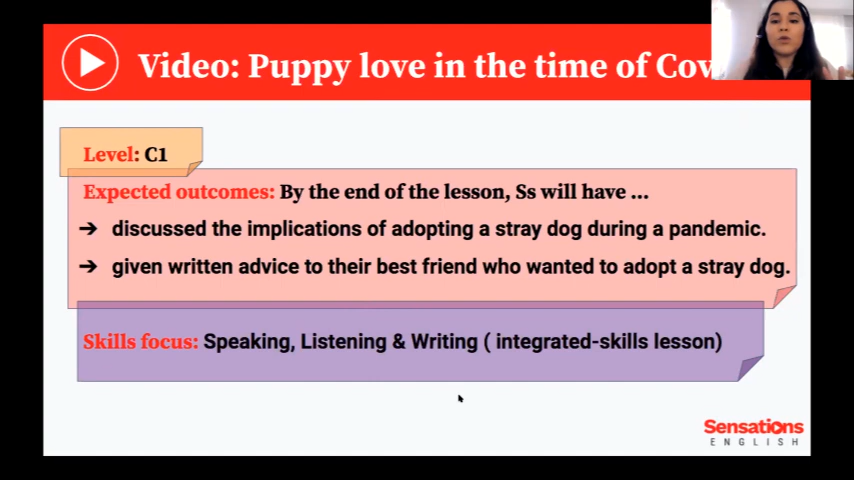 Video: Puppy love in the time of Cov
Level: C1
Expected outcomes: By the end of the lesson, Ss will have ...
➔ discussed the implications of adopting a stray dog during a pandemic.
➔ given written advice to their best friend who wanted to adopt a stray dog.
Skills focus: Speaking, Listening & Writing ( integrated-skills lesson)
Sensations
ENGLISH